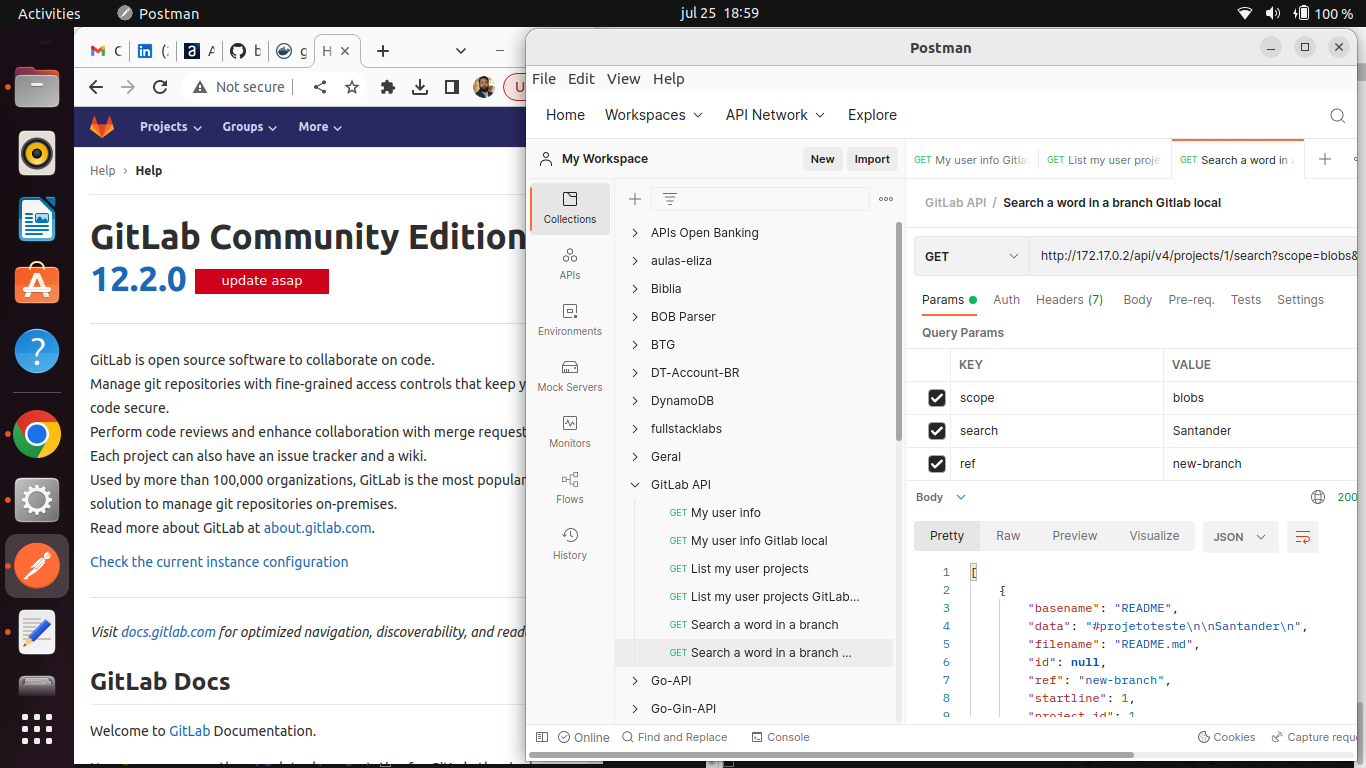 Activities
Postman
jul 25 18:59
100 %
Not secure
Projects
Groups
More
Help › Help
GitLab Community Edition
12.2.0 update asap
GitLab is open source software to collaborate on code.
Manage git repositories with fine-grained access controls that keep y
code secure.
Perform code reviews and enhance collaboration with merge request
Each project can also have an issue tracker and a wiki.
Used by more than 100,000 organizations, GitLab is the most popular
solution to manage git repositories on-premises.
Read more about GitLab at about.gitlab.com.
Check the current instance configuration
Visit docs.gitlab.com for optimized navigation, discoverability, and read
GitLab Docs
Welcome to GitLab Documentation.
Postman
File Edit View Help
Home Workspaces API Network Explore
My Workspace
New Import
Collections
APIs
Environments
Mock Servers
Monitors
Flows
History
APIs Open Banking
aulas-eliza
Biblia
BOB Parser
BTG
DT-Account-BR
DynamoDB
fullstacklabs
Geral
GitLab API
GET My user info
GET My user info Gitlab local
GET List my user projects
GET List my user projects GitLab...
GET Search a word in a branch
GET Search a word in a branch ...
Go-API
Go-Gin-API
GET My user info Gitla
GET List my user proje
GET Search a word in a
GitLab API / Search a word in a branch Gitlab local
GET http://172.17.0.2/api/v4/projects/1/search?scope=blobs&
Params Auth Headers (7) Body Pre-req. Tests Settings
Query Params
KEY VALUE
scope blobs
search Santander
ref new-branch
Body 200
Pretty Raw Preview Visualize JSON
1 [
2 {
3 "basename": "README",
4 "data": "#projetoteste\n\nSantander\n",
5 "filename": "README.md",
6 "id": null,
7 "ref": "new-branch",
8 "startline": 1,
9 "project_id": 1
Online Find and Replace Console Cookies Capture reque